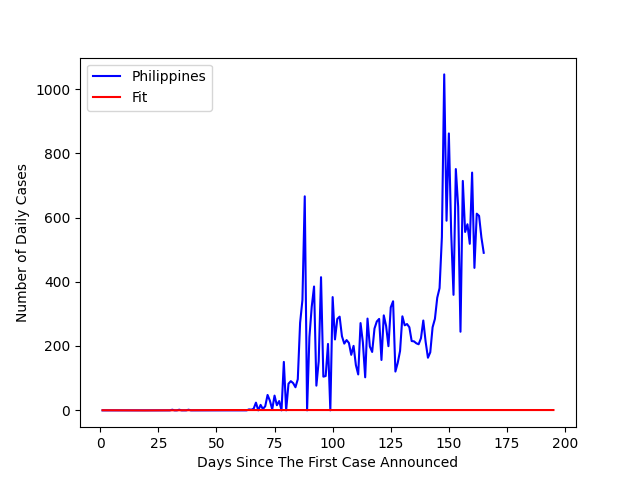 Philippines
Fit
1000
800
600
400
200
0
Number of Daily Cases
0 25 50 75 100 125 150 175 200
Days Since The First Case Announced